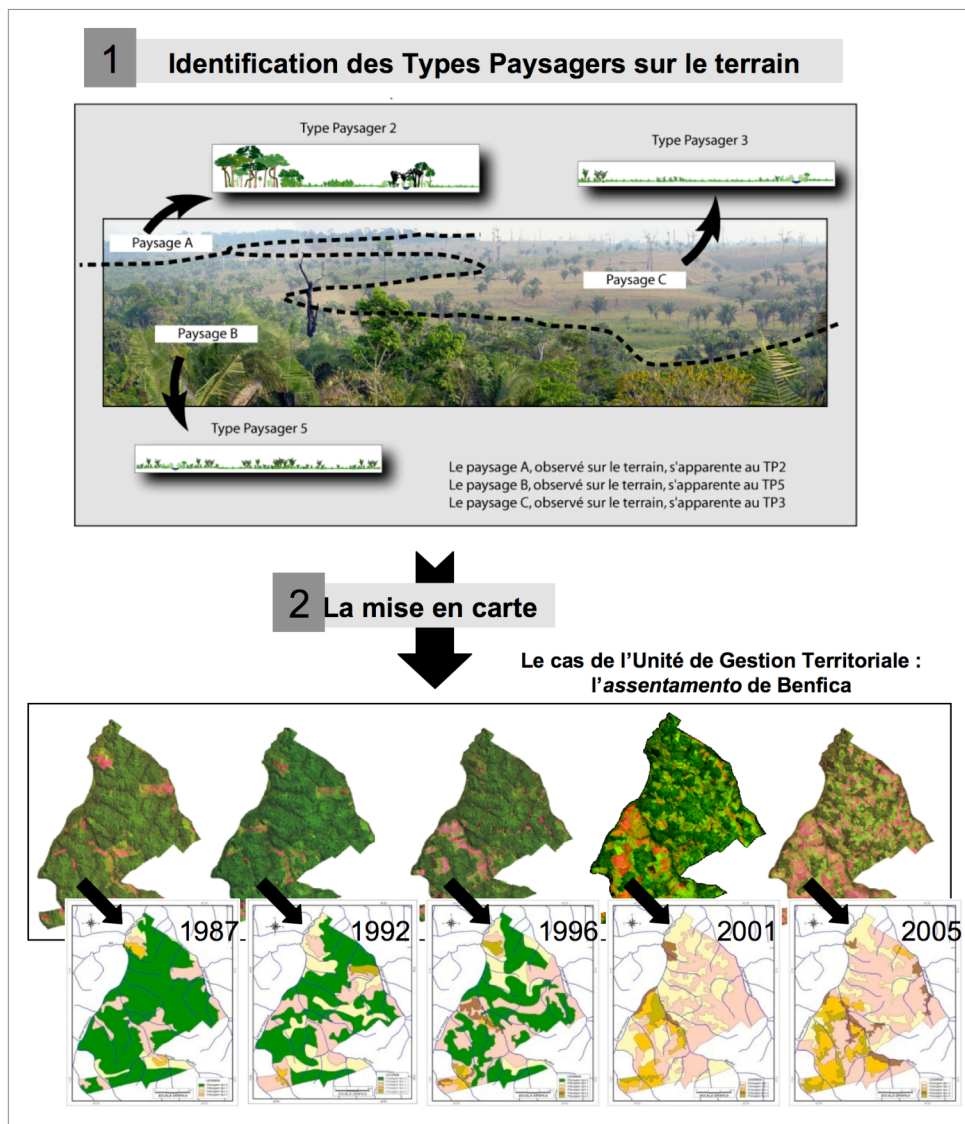 1
Identification des Types Paysagers sur le terrain
Type Paysager 2
Type Paysager 3
Paysage A
Paysage C
Paysage B
Type Paysager 5
Le paysage A, observé sur le terrain, s'apparente au TP2
Le paysage B, observé sur le terrain, s'apparente au TP5
Le paysage C, observé sur le terrain, s'apparente au TP3
2
La mise en carte
Le cas de l'Unité de Gestion Territoriale :
l'assentamento de Benfica
1987
1992
1996
2001
2005